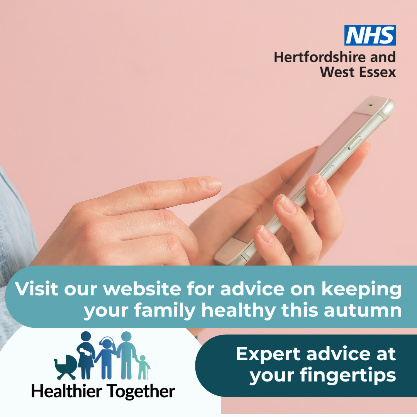 NHS
Hertfordshire and
West Essex
Visit our website for advice on keeping
your family healthy this autumn
Healthier Together
Expert advice at
your fingertips